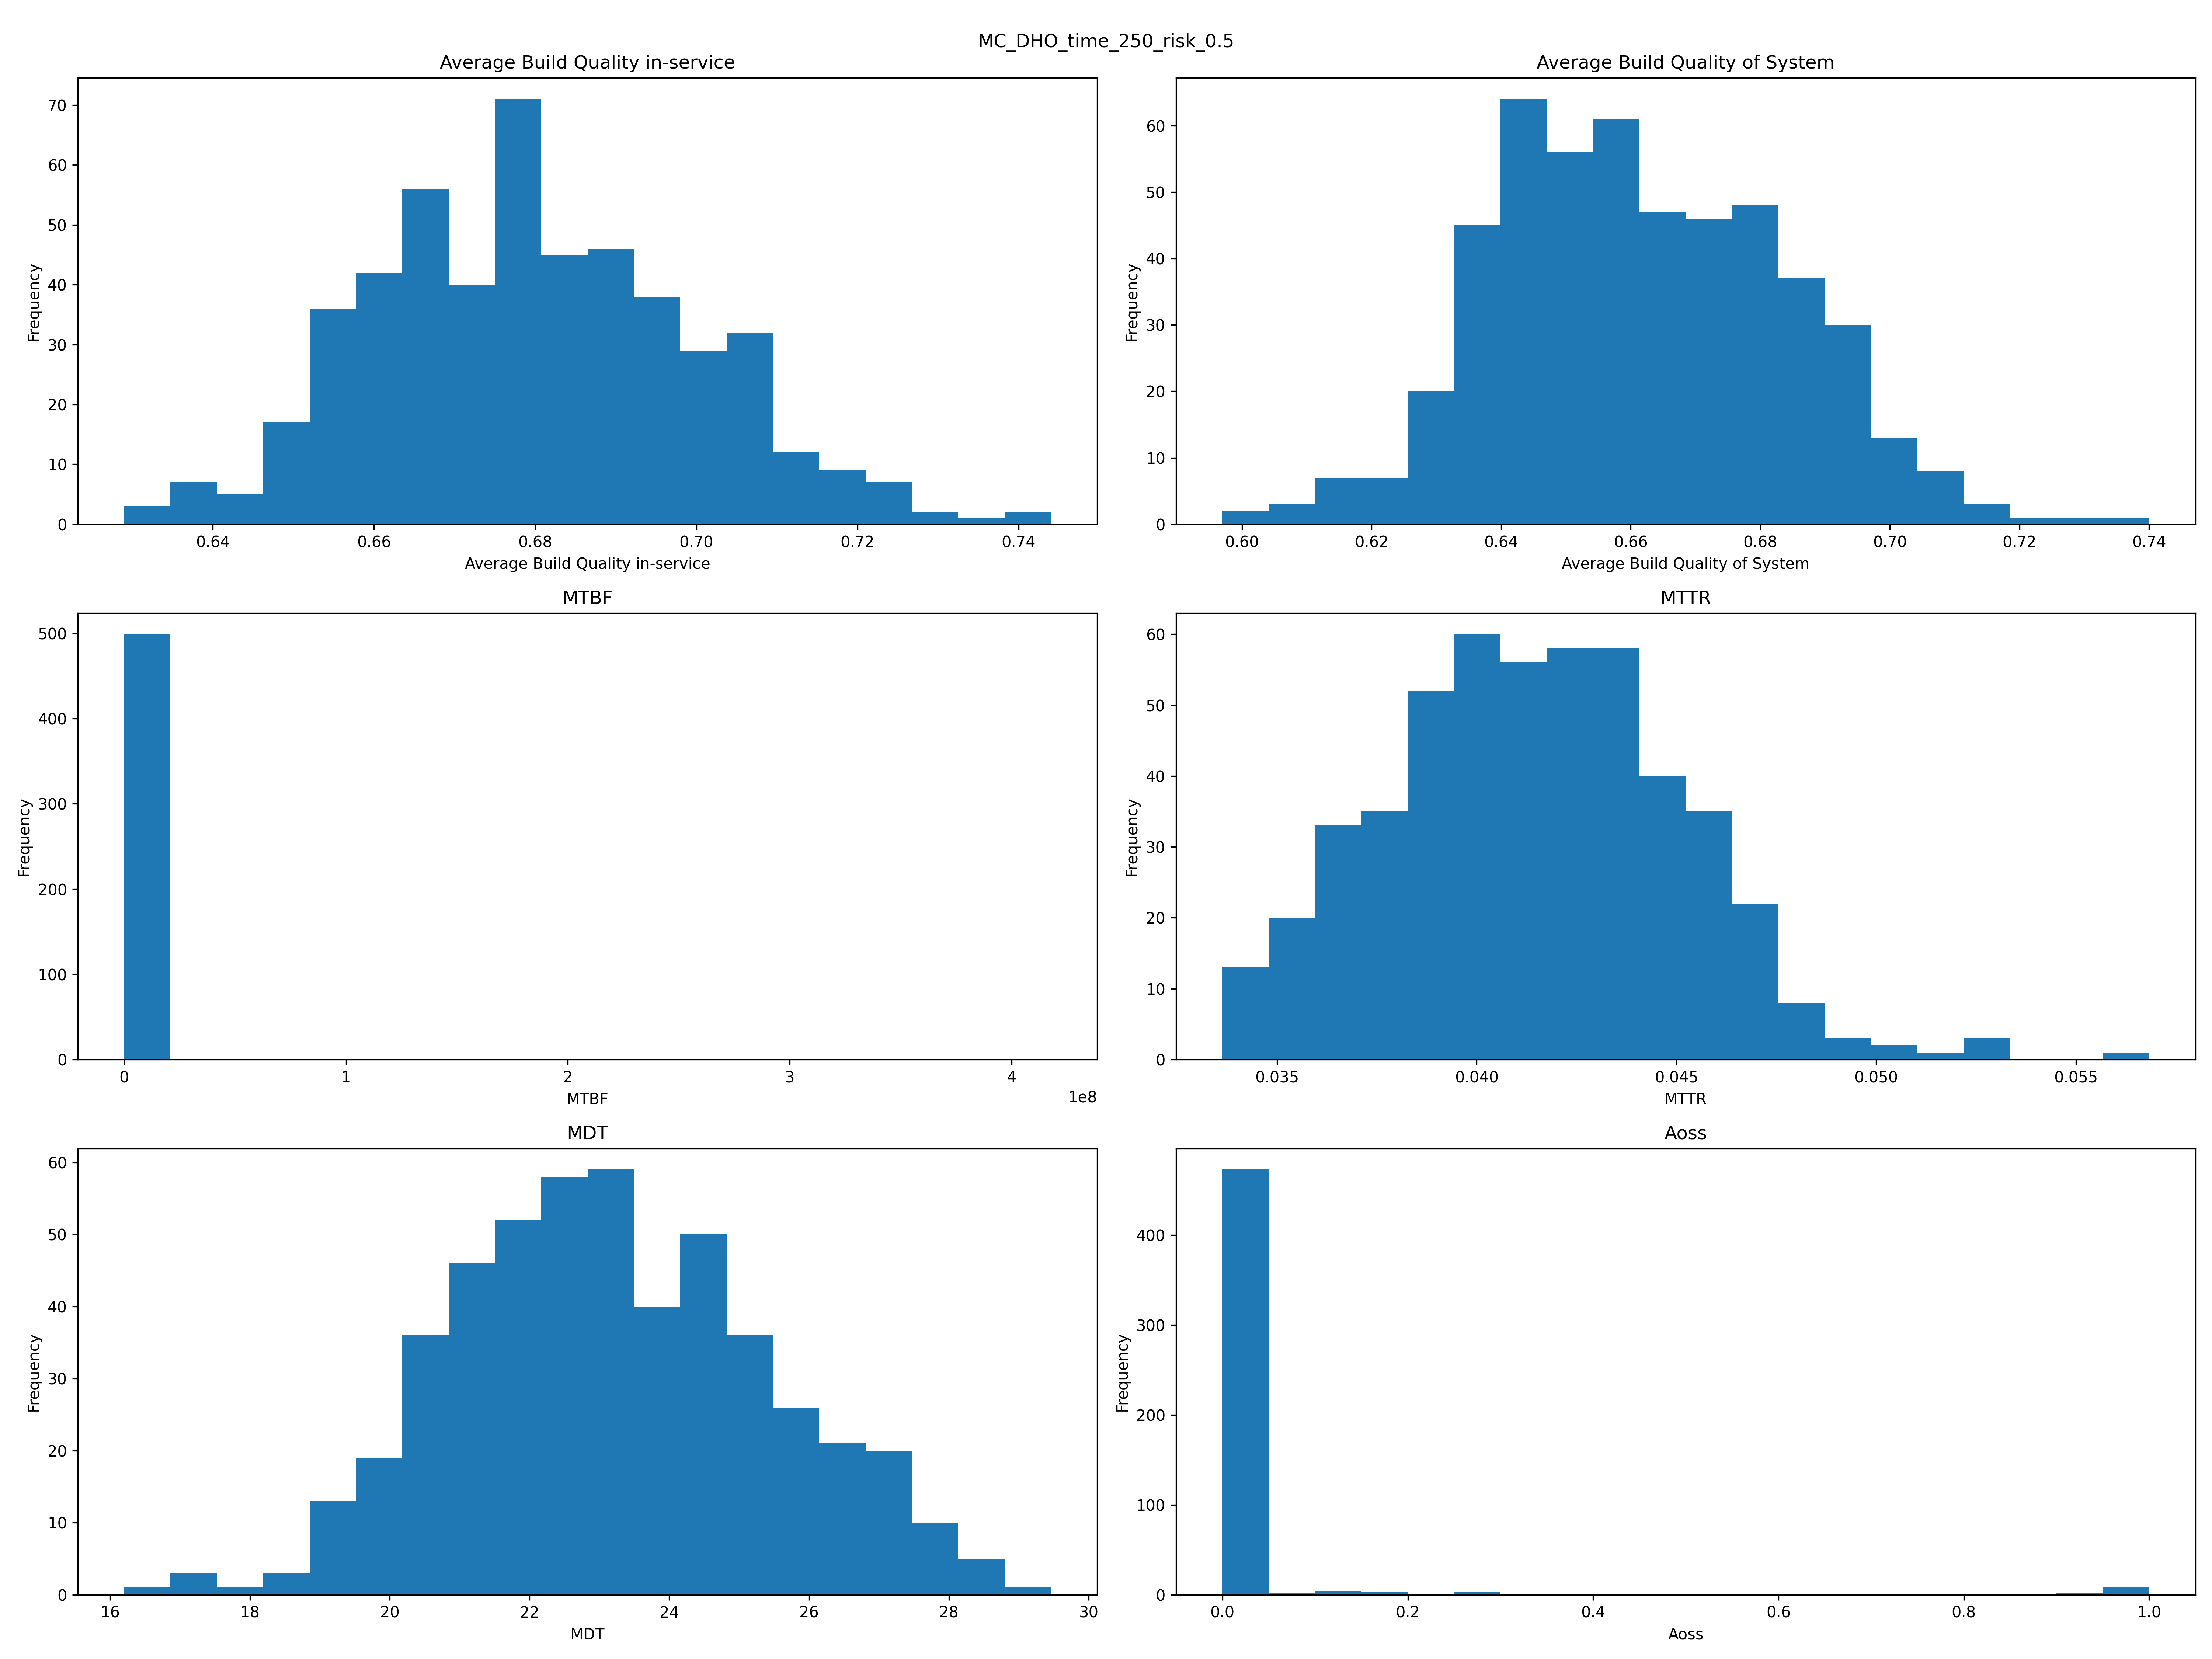 MC_DHO_time_250_risk_0.5
Average Build Quality in-service
Frequency
70
60
50
40
30
20
10
0
0.64 0.66 0.68 0.70 0.72 0.74
Average Build Quality in-service
Average Build Quality of System
Frequency
60
50
40
30
20
10
0
0.60 0.62 0.64 0.66 0.68 0.70 0.72 0.74
Average Build Quality of System
MTBF
Frequency
500
400
300
200
100
0
0 1 2 3 4
1e8
MTBF
MTTR
Frequency
60
50
40
30
20
10
0
0.035 0.040 0.045 0.050 0.055
MTTR
MDT
Frequency
60
50
40
30
20
10
0
16 18 20 22 24 26 28 30
MDT
Aoss
Frequency
400
300
200
100
0
0.0 0.2 0.4 0.6 0.8 1.0
Aoss